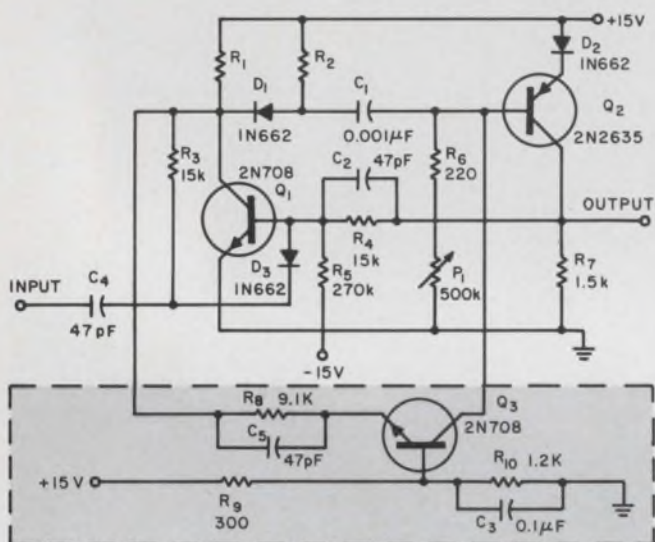 +15V
R1
R2
D1
1N662
C1
0.001µF
D2
1N662
Q2
2N2635
R3
15k
2N708
Q1
C2
47pF
R6
220
R4
15k
OUTPUT
INPUT
C4
47pF
D3
1N662
R5
270k
P1
500k
R7
1.5k
-15V
R8 9.1K
C5
47pF
Q3
2N708
+15V
R9
300
R10 1.2K
C3 0.1µF